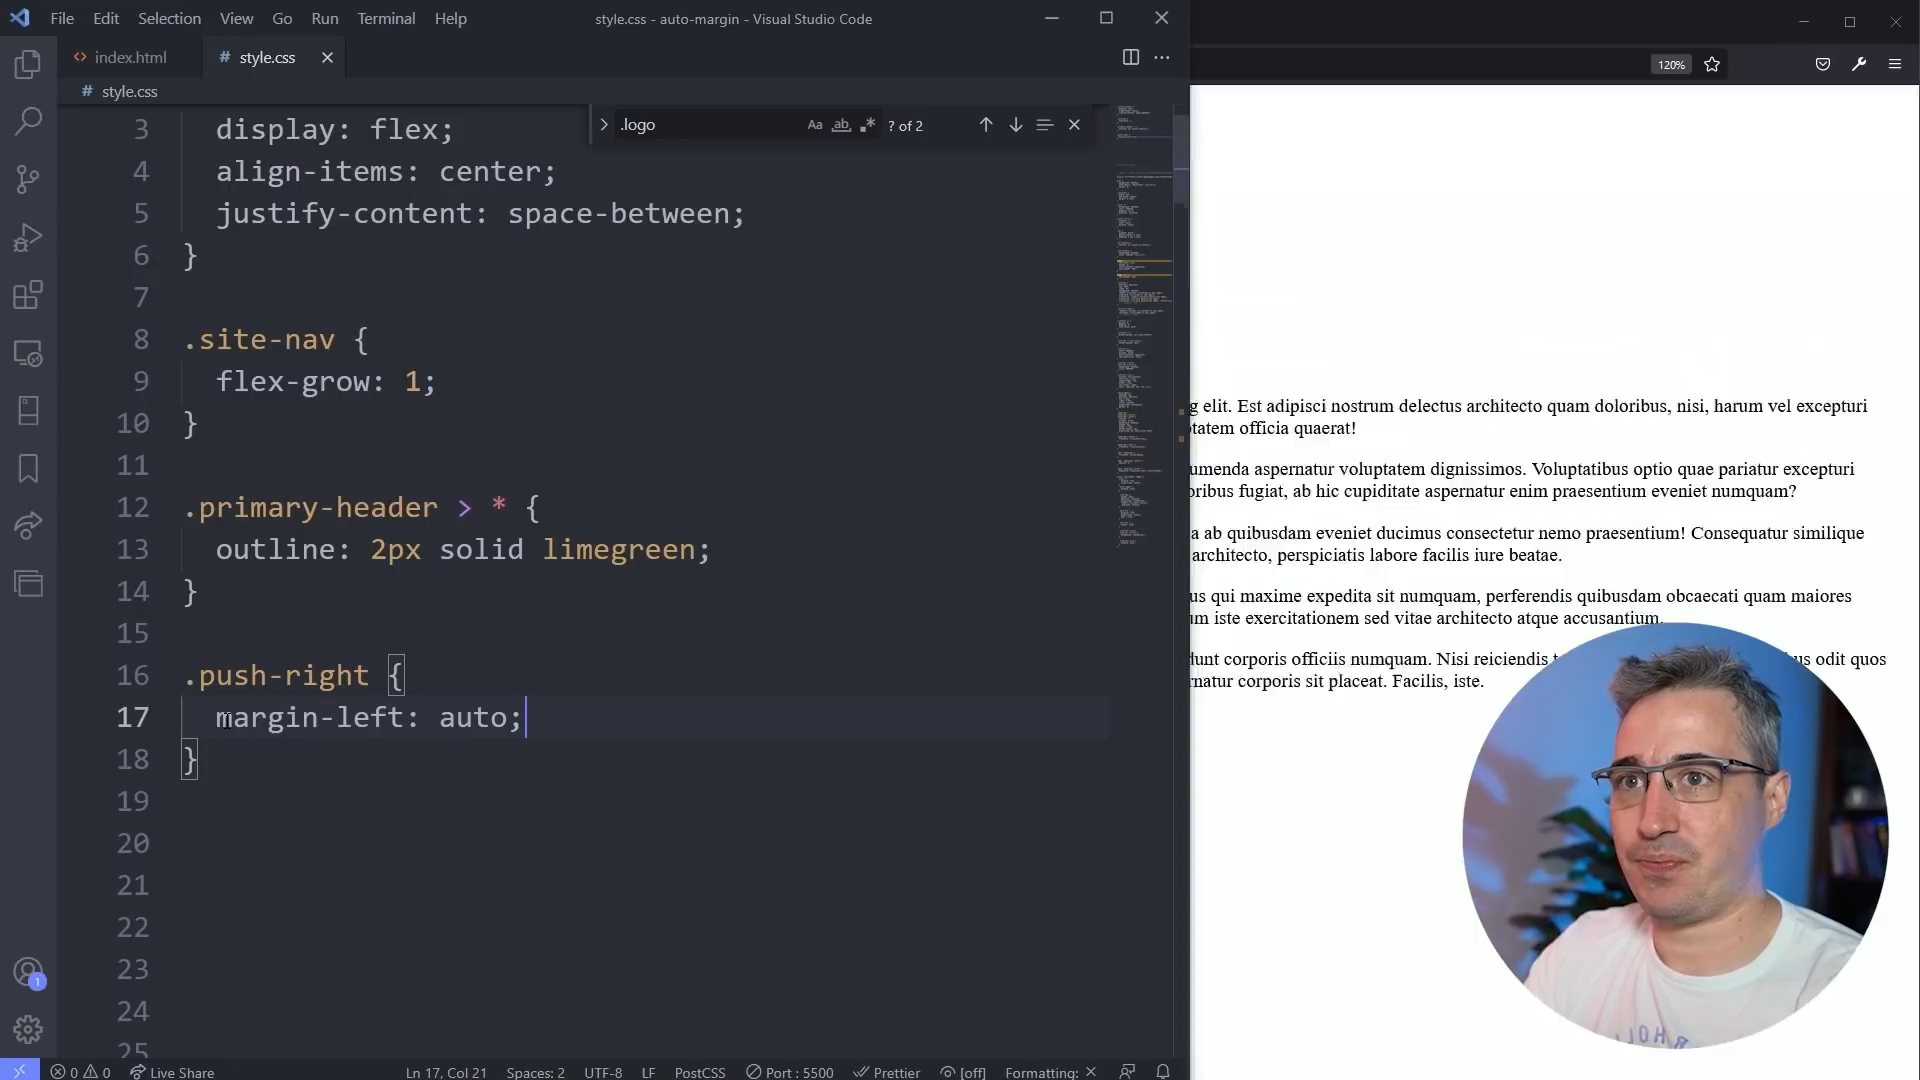 File Edit Selection View Go Run Terminal Help
style.css - auto-margin - Visual Studio Code
index.html
# style.css
# style.css
.logo
Aa ab ? of 2
120%
3 display: flex;
4 align-items: center;
5 justify-content: space-between;
6 }
7
8 .site-nav {
9 flex-grow: 1;
10 }
11
12 .primary-header > * {
13 outline: 2px solid limegreen;
14 }
15
16 .push-right {
17 margin-left: auto;
18 }
19
20
21
22
23
24
25
g elit. Est adipisci nostrum delectus architecto quam doloribus, nisi, harum vel excepturi
tatem officia quaerat!
umenda aspernatur voluptatem dignissimos. Voluptatibus optio quae pariatur excepturi
ribus fugiat, ab hic cupiditate aspernatur enim praesentium eveniet numquam?
a ab quibusdam eveniet ducimus consectetur nemo praesentium! Consequatur similique
architecto, perspiciatis labore facilis iure beatae.
us qui maxime expedita sit numquam, perferendis quibusdam obcaecati quam maiores
m iste exercitationem sed vitae architecto atque accusantium.
unt corporis officiis numquam. Nisi reiciendis us odit quos
natur corporis sit placeat. Facilis, iste.
1
0 0 Live Share
Ln 17, Col 21 Spaces: 2 UTF-8 LF PostCSS Port : 5500 Prettier [off] Formatting: ×